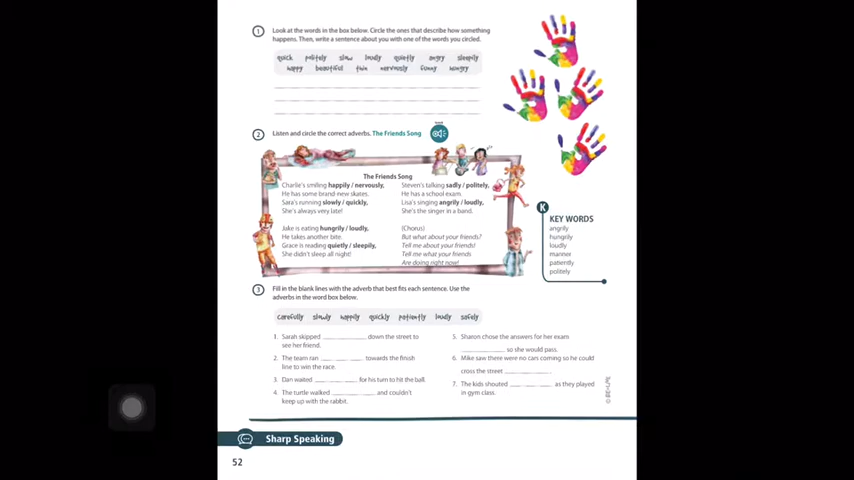 1 Look at the words in the box below. Circle the ones that describe how something
happens. Then, write a sentence about you with one of the words you circled.
quick politely slow loudly quietly angry sleepily
happy beautiful thin nervously funny hungry
2 Listen and circle the correct adverbs. The Friends Song
The Friends Song
Charlie's smiling happily / nervously,
He has some brand-new skates.
Sara's running slowly / quickly,
She's always very late!
Jake is eating hungrily / loudly,
He takes another bite.
Grace is reading quietly / sleepily,
She didn't sleep all night!
Steven's talking sadly / politely,
He has a school exam.
Lisa's singing angrily / loudly,
She's the singer in a band.
(Chorus)
But what about your friends?
Tell me about your friends!
Tell me what your friends
Are doing right now!
K
KEY WORDS
angrily
hungrily
loudly
manner
patiently
politely
3 Fill in the blank lines with the adverb that best fits each sentence. Use the
adverbs in the word box below.
carefully slowly happily quickly patiently loudly safely
1. Sarah skipped ____________ down the street to
see her friend.
2. The team ran ____________ towards the finish
line to win the race.
3. Dan waited ____________ for his turn to hit the ball.
4. The turtle walked ____________ and couldn't
keep up with the rabbit.
5. Sharon chose the answers for her exam
____________ so she would pass.
6. Mike saw there were no cars coming so he could
cross the street ____________.
7. The kids shouted ____________ as they played
in gym class.
Sharp Speaking
52